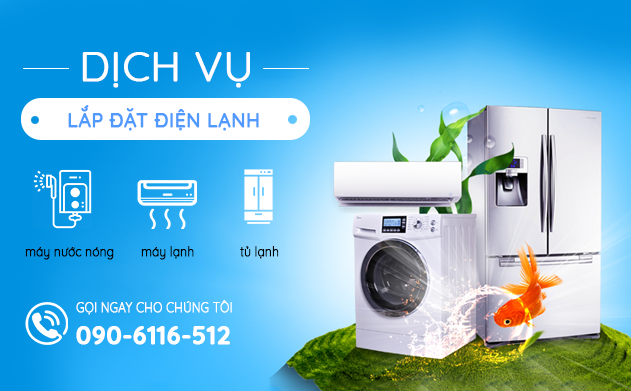 DỊCH VỤ
LẮP ĐẶT ĐIỆN LẠNH
máy nước nóng
máy lạnh
tủ lạnh
GỌI NGAY CHO CHÚNG TÔI
090-6116-512